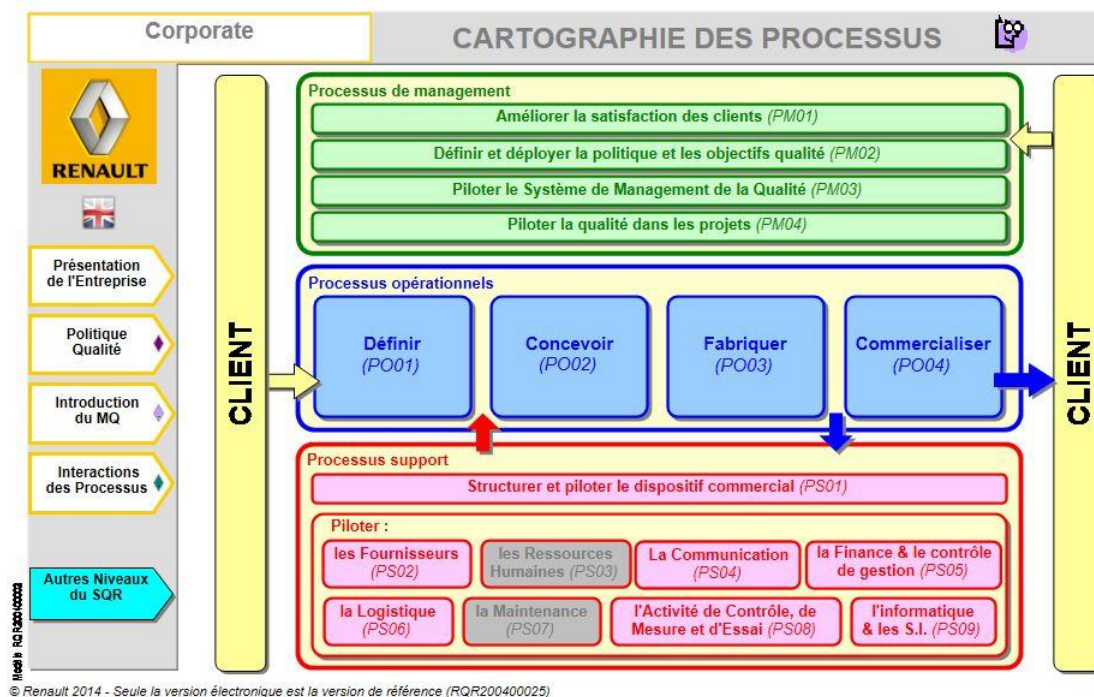 Corporate
CARTOGRAPHIE DES PROCESSUS
RENAULT
Présentation
de l'Entreprise
Politique
Qualité
Introduction
du MQ
Interactions
des Processus
Autres Niveaux
du SQR
Modèle RQR200400003
CLIENT
Processus de management
Améliorer la satisfaction des clients (PM01)
Définir et déployer la politique et les objectifs qualité (PM02)
Piloter le Système de Management de la Qualité (PM03)
Piloter la qualité dans les projets (PM04)
Processus opérationnels
Définir
(PO01)
Concevoir
(PO02)
Fabriquer
(PO03)
Commercialiser
(PO04)
Processus support
Structurer et piloter le dispositif commercial (PS01)
Piloter :
les Fournisseurs
(PS02)
les Ressources
Humaines (PS03)
La Communication
(PS04)
la Finance & le contrôle
de gestion (PS05)
la Logistique
(PS06)
la Maintenance
(PS07)
l'Activité de Contrôle, de
Mesure et d'Essai (PS08)
l'informatique
& les S.I. (PS09)
CLIENT
© Renault 2014 - Seule la version électronique est la version de référence (RQR200400025)